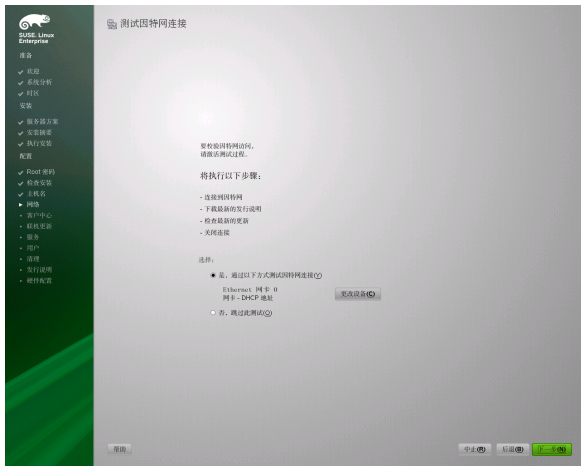 SUSE. Linux
Enterprise
准备
欢迎
系统分析
时区
安装
服务器方案
安装摘要
执行安装
配置
Root 密码
检查安装
主机名
网络
客户中心
联机更新
服务
用户
清理
发行说明
硬件配置
测试因特网连接
要校验因特网访问，
请激活测试过程。
将执行以下步骤：
- 连接到因特网
- 下载最新的发行说明
- 检查最新的更新
- 关闭连接
选择：
是，通过以下方式测试因特网连接(Y)
Ethernet 网卡 0
网卡 - DHCP 地址
更改设备(C)
否，跳过此测试(O)
帮助
中止(R)
后退(B)
下一步(N)